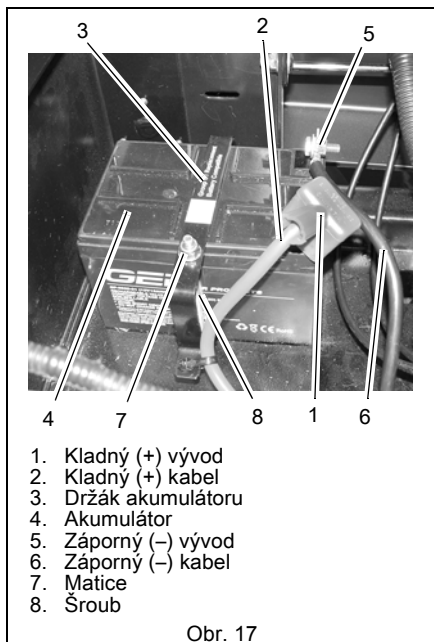 3
2
5
4
7
8
1
6
1. Kladný (+) vývod
2. Kladný (+) kabel
3. Držák akumulátoru
4. Akumulátor
5. Záporný (–) vývod
6. Záporný (–) kabel
7. Matice
8. Šroub
Obr. 17